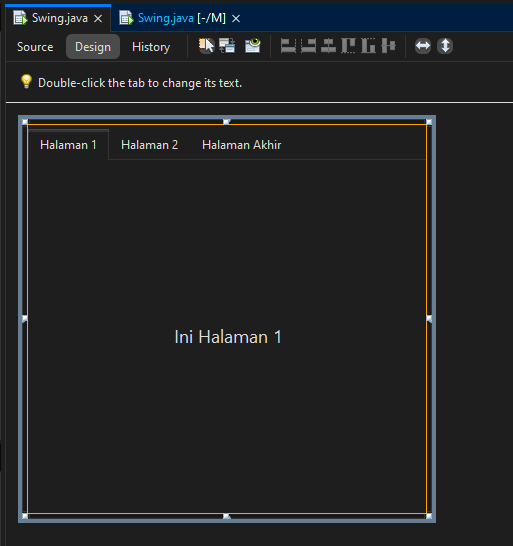 Swing.java Swing.java [-/M]
Source Design History
Double-click the tab to change its text.
Halaman 1 Halaman 2 Halaman Akhir
Ini Halaman 1